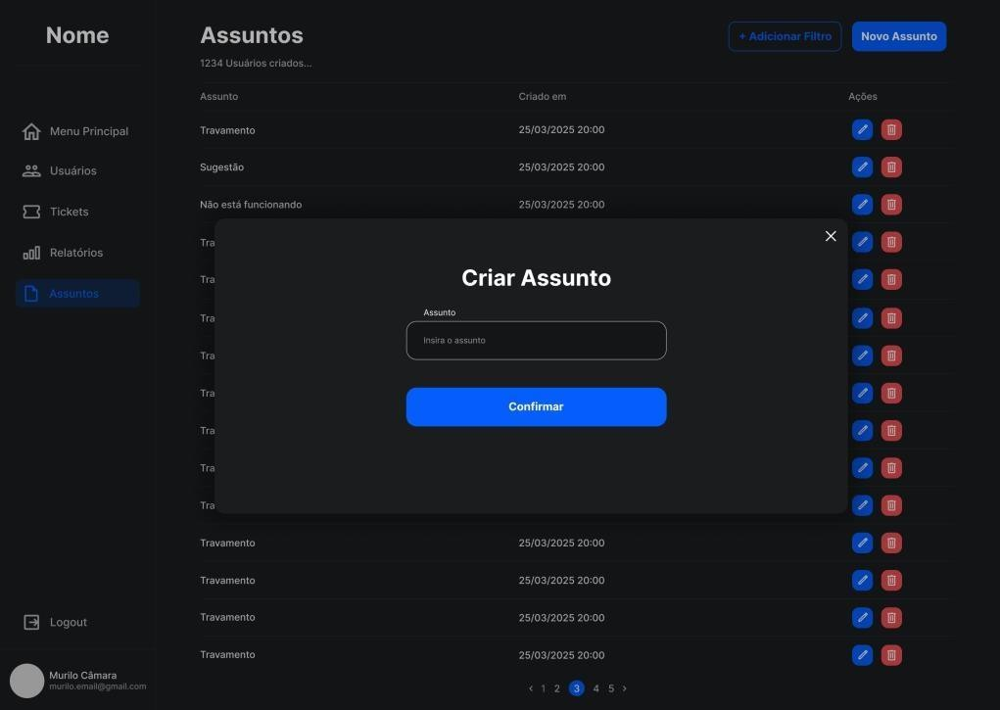 Nome
Menu Principal
Usuários
Tickets
Relatórios
Assuntos
Logout
Murilo Câmara
murilo.email@gmail.com
Assuntos
1234 Usuários criados...
+ Adicionar Filtro
Novo Assunto
Assunto Criado em Ações
Travamento 25/03/2025 20:00
Sugestão 25/03/2025 20:00
Não está funcionando 25/03/2025 20:00
Tra
Tra
Tra
Tra
Tra
Tra
Tra
Tra
Criar Assunto
Assunto
Insira o assunto
Confirmar
Travamento 25/03/2025 20:00
Travamento 25/03/2025 20:00
Travamento 25/03/2025 20:00
Travamento 25/03/2025 20:00
‹ 1 2 3 4 5 ›